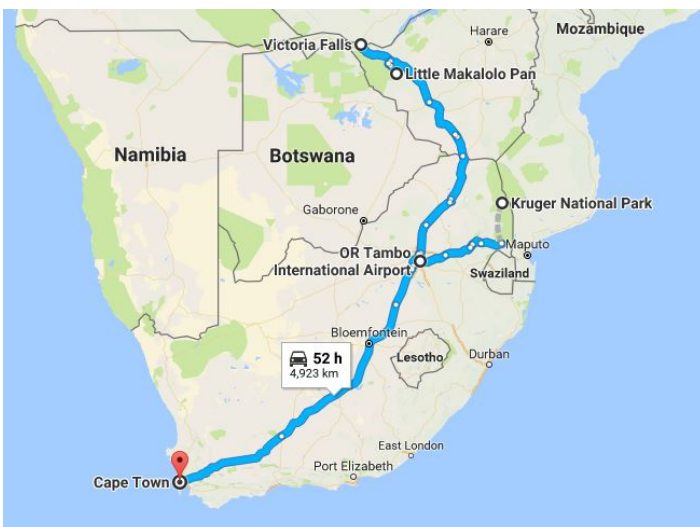 Victoria Falls
Harare
Mozambique
Little Makalolo Pan
Namibia
Botswana
Kruger National Park
Gaborone
OR Tambo
International Airport
Maputo
Swaziland
Bloemfontein
52 h
4,923 km
Lesotho
Durban
East London
Port Elizabeth
Cape Town